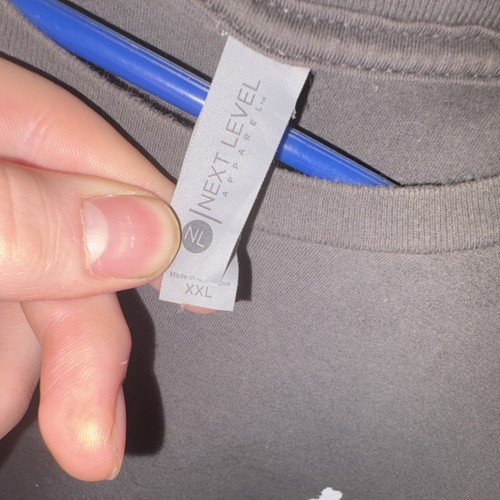 NL
NEXT LEVEL
APPAREL
Made in
XXL